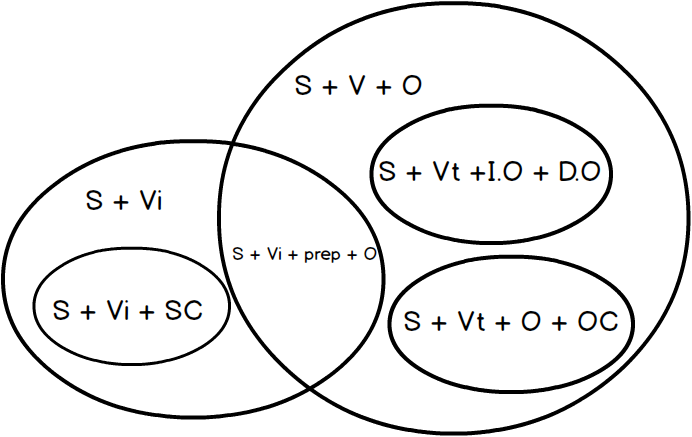 S + V + O
S + Vt +I.O + D.O
S + Vi
S + Vi + prep + O
S + Vi + SC
S + Vt + O + OC